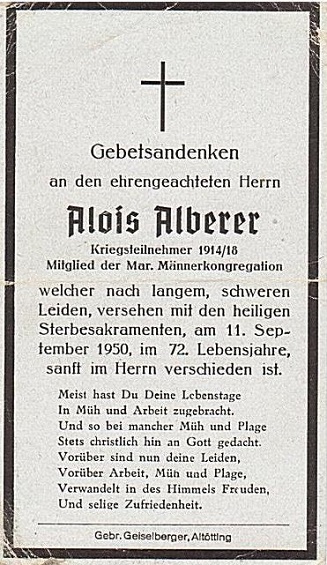 Gebetsandenken
an den ehrengeachteten Herrn
Alois Alberer
Kriegsteilnehmer 1914/18
Mitglied der Mar. Männerkongregation
welcher nach langem, schweren
Leiden, versehen mit den heiligen
Sterbesakramenten, am 11. Sep-
tember 1950, im 72. Lebensjahre,
sanft im Herrn verschieden ist.
Meist hast Du Deine Lebenstage
In Müh und Arbeit zugebracht.
Und so bei mancher Müh und Plage
Stets christlich hin an Gott gedacht.
Vorüber sind nun deine Leiden,
Vorüber Arbeit, Müh und Plage,
Verwandelt in des Himmels Freuden,
Und selige Zufriedenheit.
Gebr. Geiselberger, Altötting